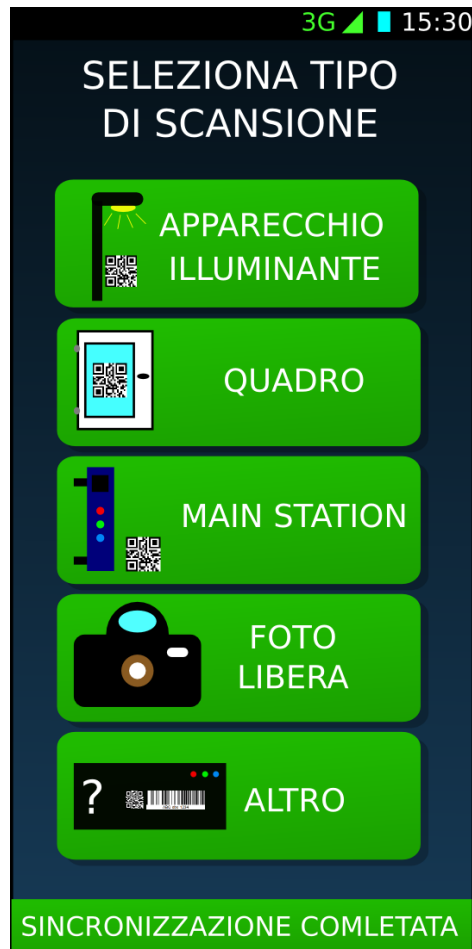 3G 15:30
SELEZIONA TIPO
DI SCANSIONE
APPARECCHIO
ILLUMINANTE
QUADRO
MAIN STATION
FOTO
LIBERA
?
ALTRO
SINCRONIZZAZIONE COMLETATA